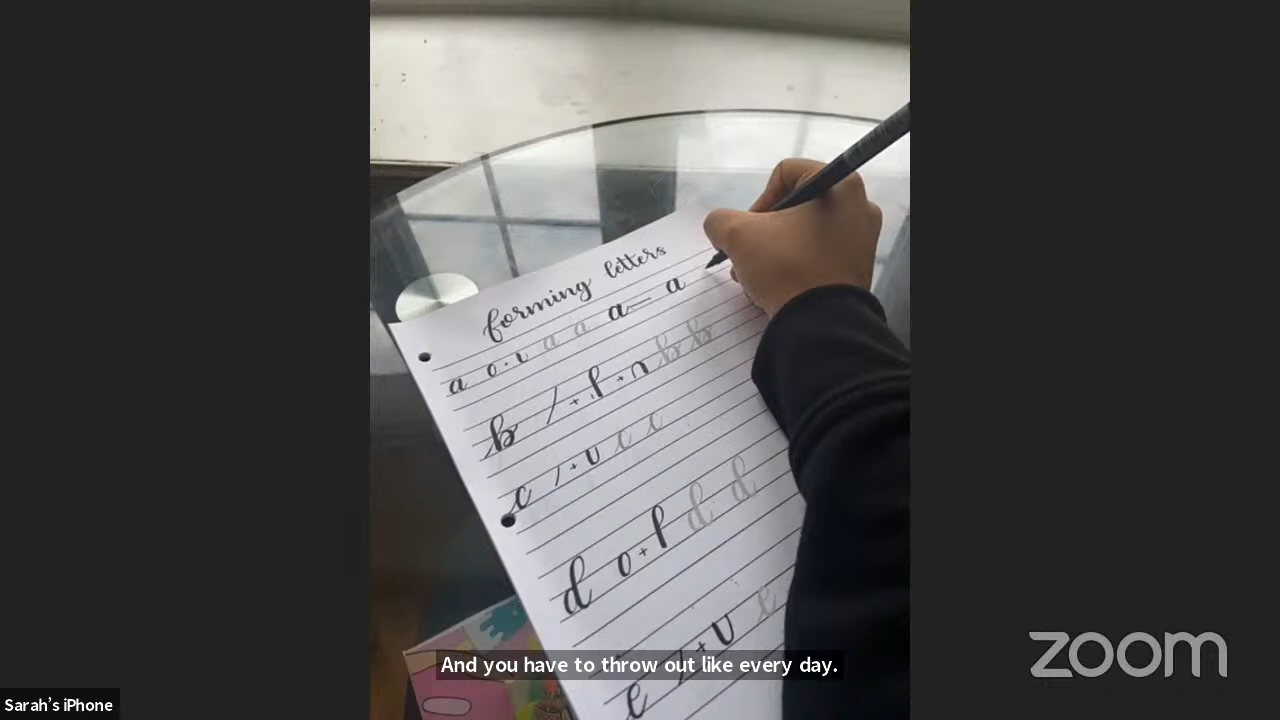 forming letters
a o + ι a a a — a
b / + l + n b b
c / + υ c c
d o + l d d
e / + υ e
And you have to throw out like every day.
Sarah's iPhone
zoom